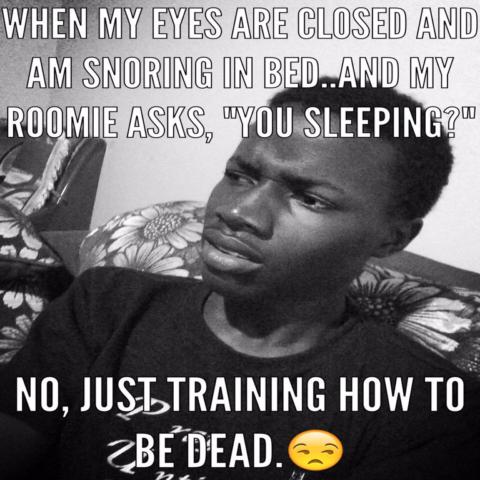 WHEN MY EYES ARE CLOSED AND
AM SNORING IN BED..AND MY
ROOMIE ASKS, "YOU SLEEPING?"
NO, JUST TRAINING HOW TO
BE DEAD.😒